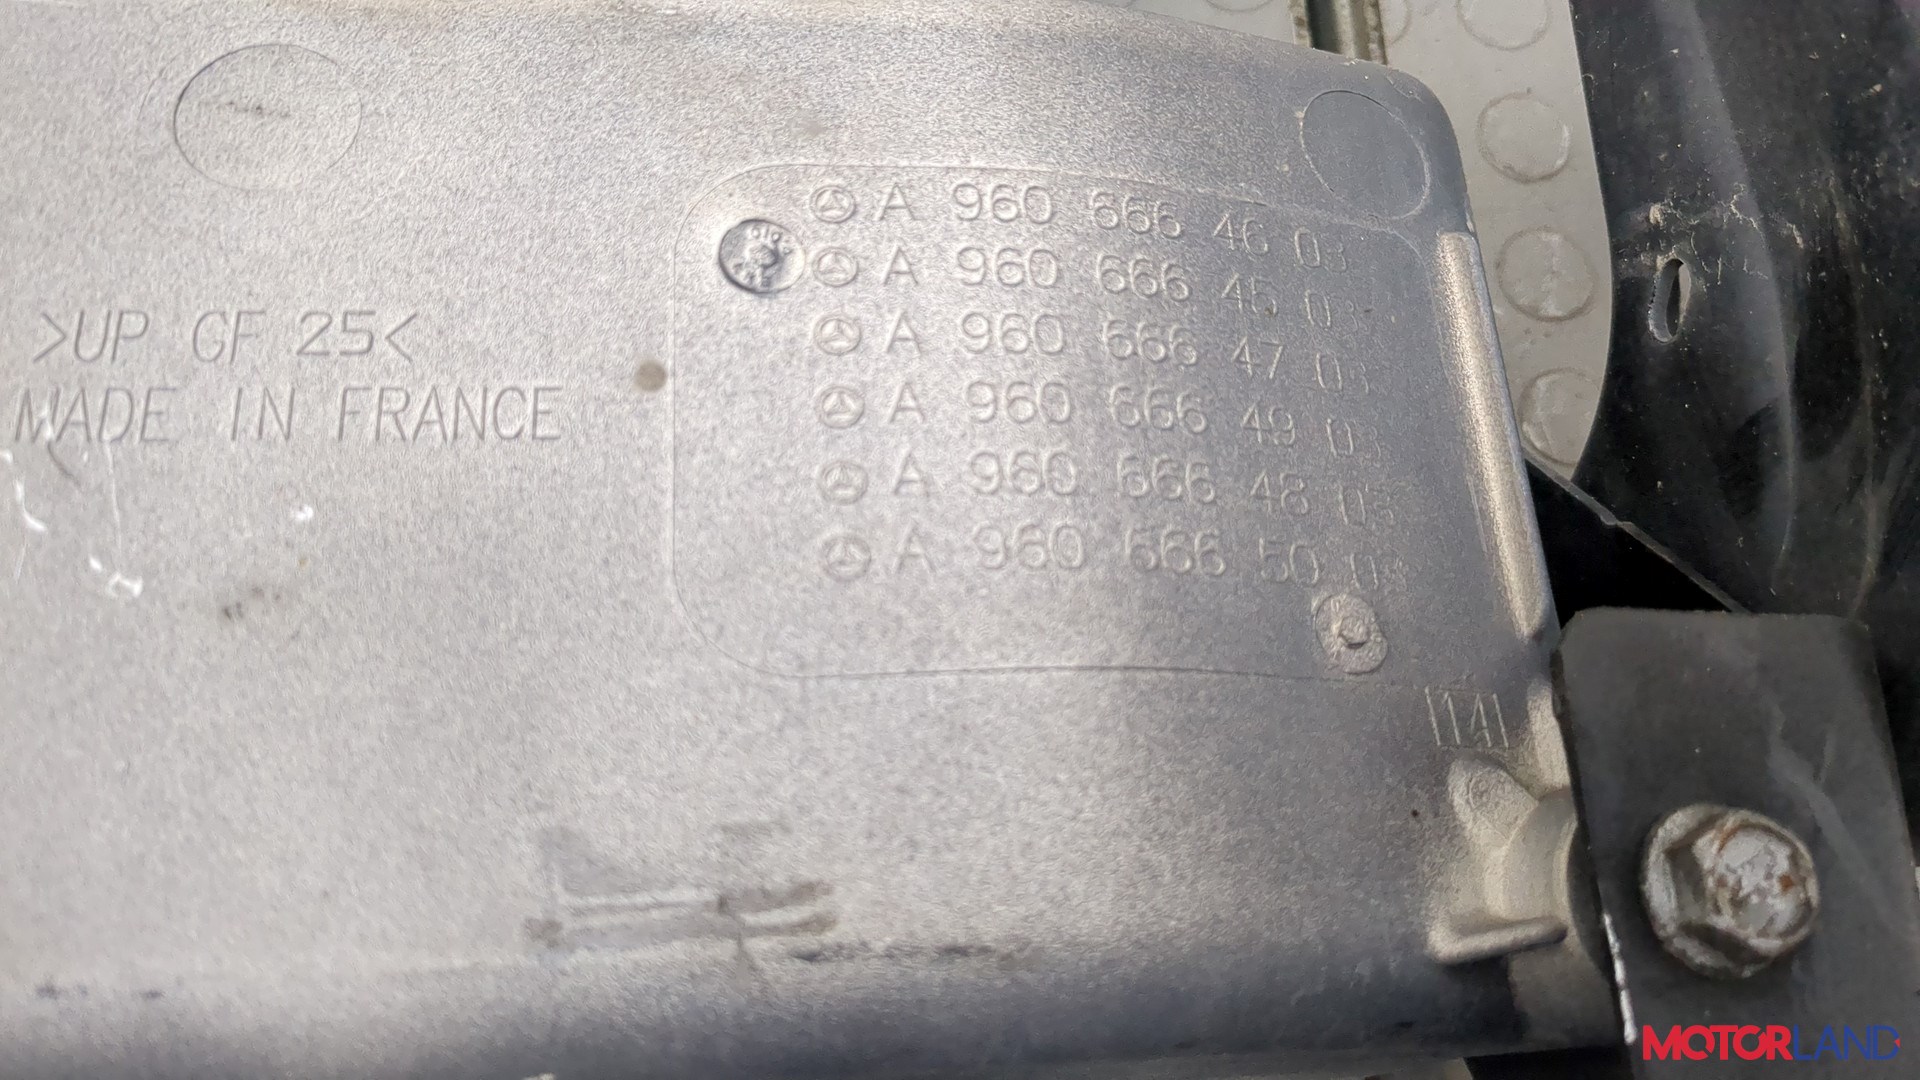 A 960 666 46 03
A 960 666 45 03
A 960 666 47 03
A 960 666 49 03
A 960 666 48 03
A 960 666 50 03
>UP GF 25<
MADE IN FRANCE
14
MOTORLAND